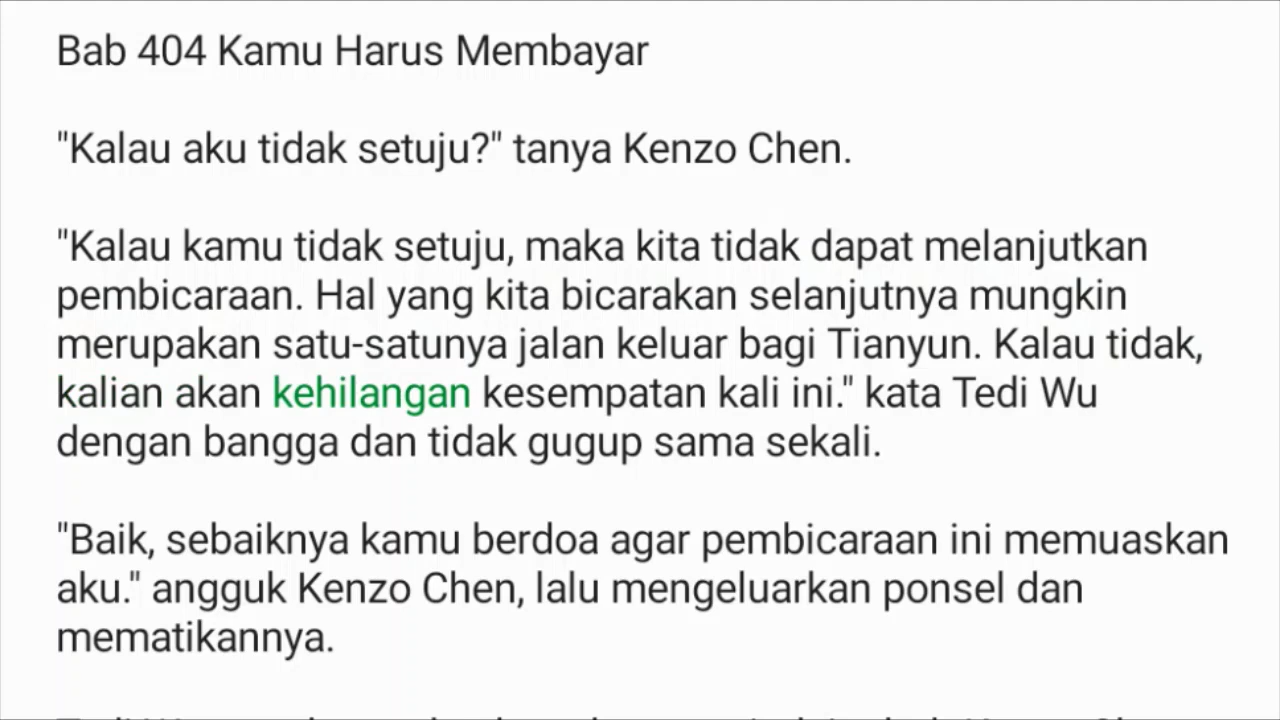 Bab 404 Kamu Harus Membayar
"Kalau aku tidak setuju?" tanya Kenzo Chen.
"Kalau kamu tidak setuju, maka kita tidak dapat melanjutkan
pembicaraan. Hal yang kita bicarakan selanjutnya mungkin
merupakan satu-satunya jalan keluar bagi Tianyun. Kalau tidak,
kalian akan kehilangan kesempatan kali ini." kata Tedi Wu
dengan bangga dan tidak gugup sama sekali.
"Baik, sebaiknya kamu berdoa agar pembicaraan ini memuaskan
aku." angguk Kenzo Chen, lalu mengeluarkan ponsel dan
mematikannya.